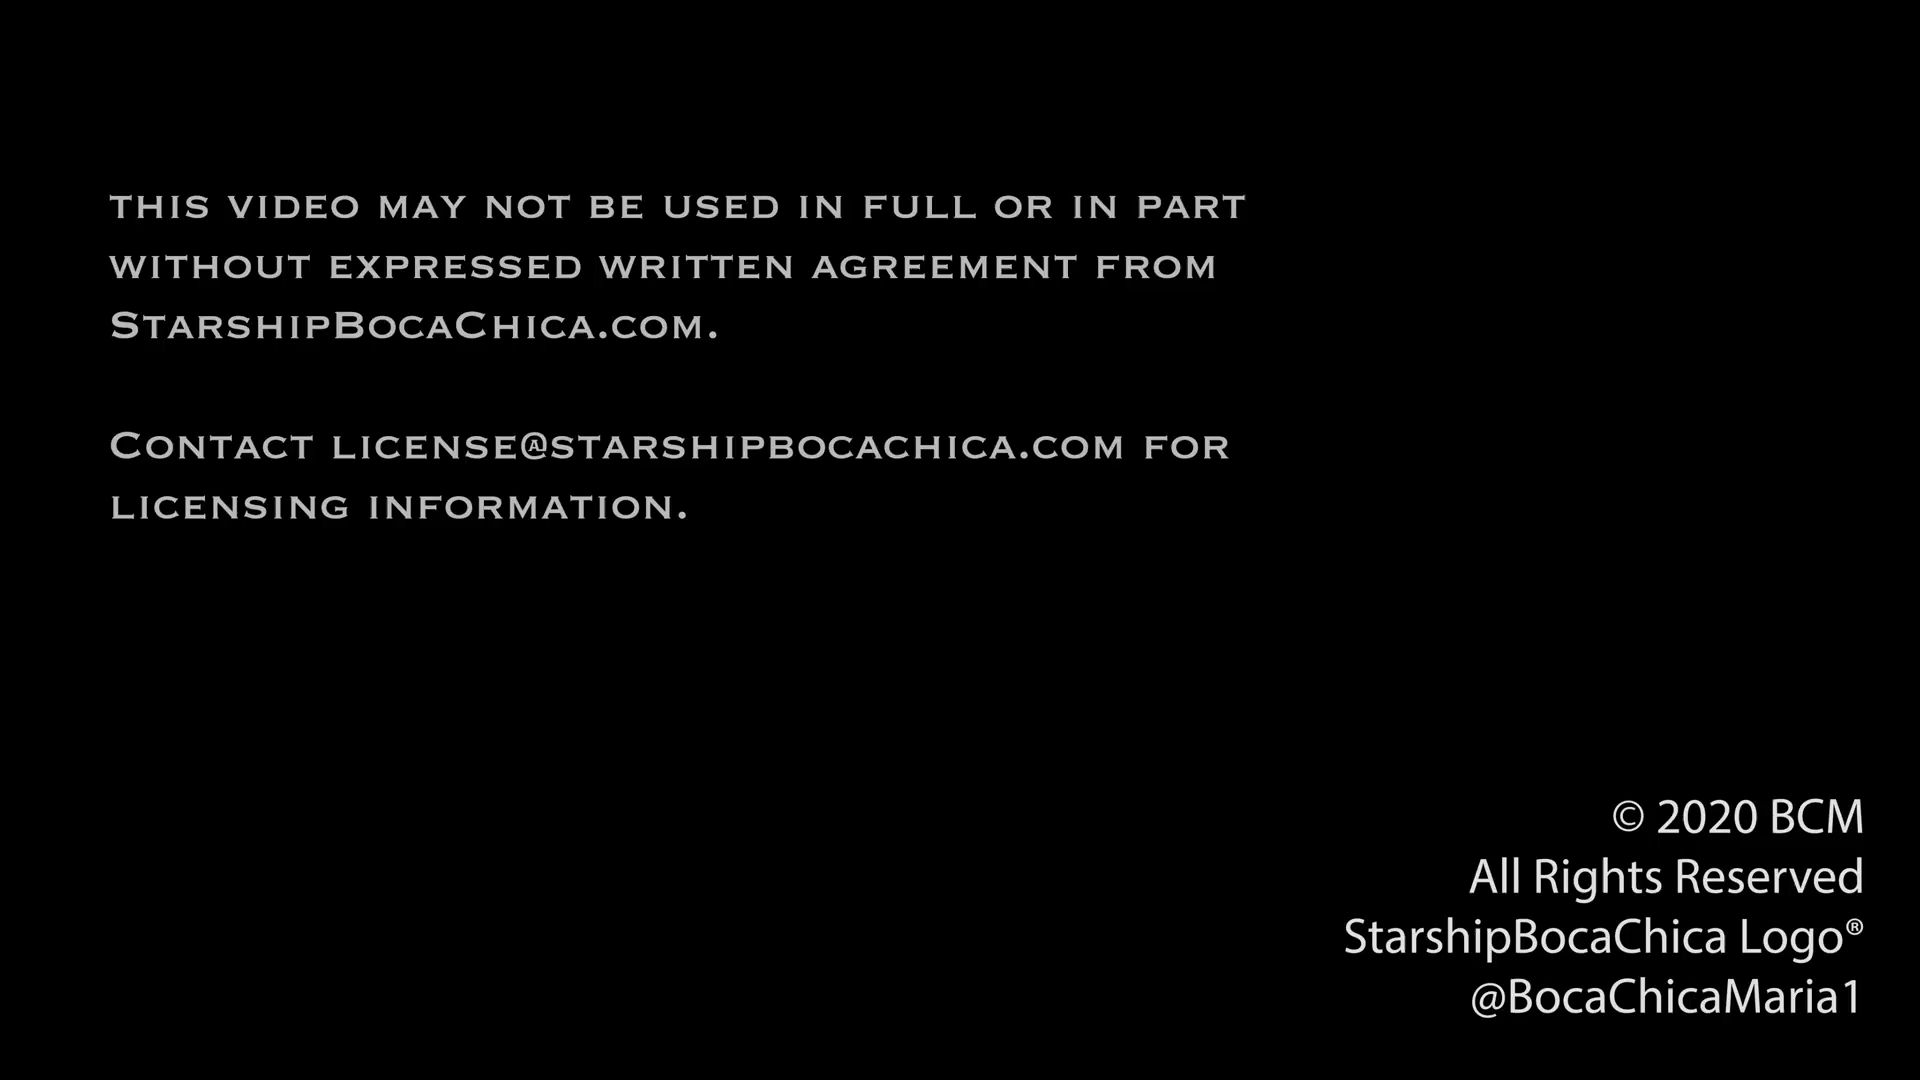 THIS VIDEO MAY NOT BE USED IN FULL OR IN PART
WITHOUT EXPRESSED WRITTEN AGREEMENT FROM
STARSHIPBOCACHICA.COM.
CONTACT LICENSE@STARSHIPBOCACHICA.COM FOR
LICENSING INFORMATION.
© 2020 BCM
All Rights Reserved
StarshipBocaChica Logo®
@BocaChicaMaria1